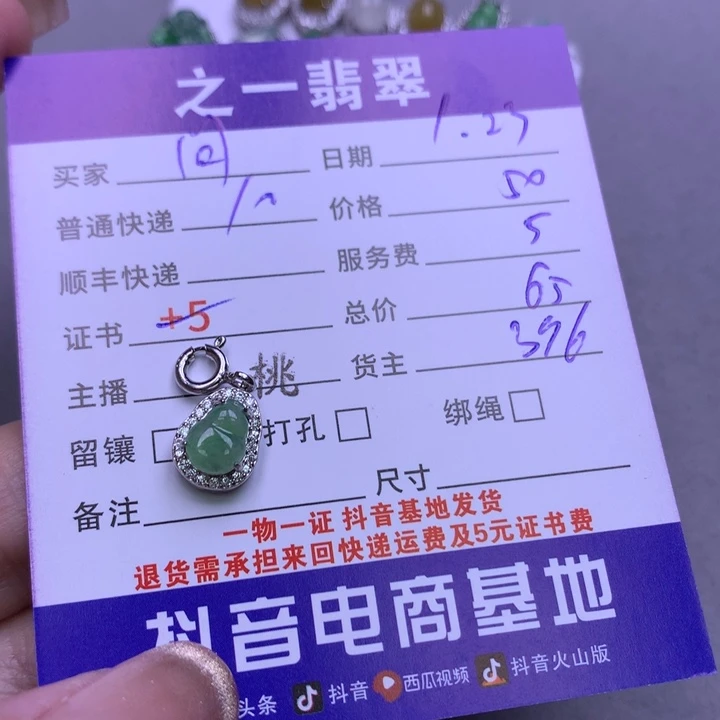 之一翡翠
买家 回 日期 1.23
普通快递 10 价格 50
顺丰快递 服务费 5
证书 +5 总价 65
主播 桃 货主 396
留镶 打孔 绑绳
备注 尺寸
一物一证 抖音基地发货
退货需承担来回快递运费及5元证书费
抖音电商基地
头条 抖音 西瓜视频 抖音火山版